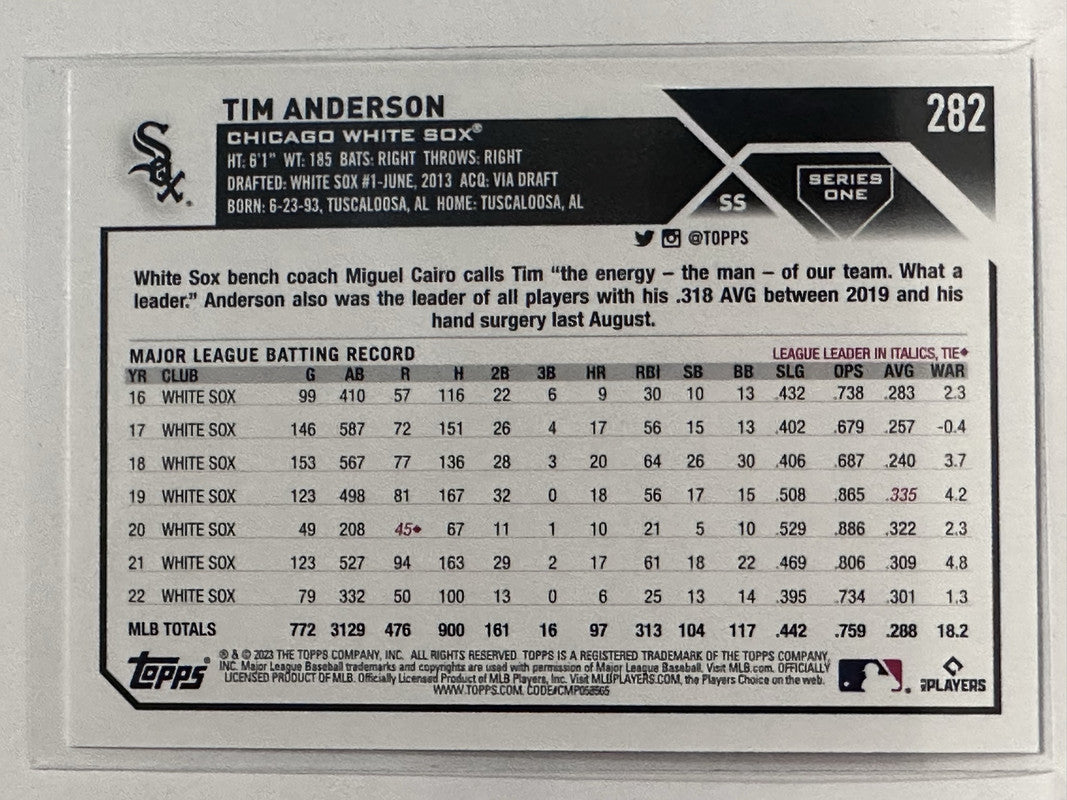 TIM ANDERSON
282
CHICAGO WHITE SOX®
HT: 6'1" WT: 185 BATS: RIGHT THROWS: RIGHT
DRAFTED: WHITE SOX #1-JUNE, 2013 ACQ: VIA DRAFT
BORN: 6-23-93, TUSCALOOSA, AL HOME: TUSCALOOSA, AL
Sox
SS
SERIES
ONE
@TOPPS
White Sox bench coach Miguel Cairo calls Tim “the energy – the man – of our team. What a
leader.” Anderson also was the leader of all players with his .318 AVG between 2019 and his
hand surgery last August.
MAJOR LEAGUE BATTING RECORD LEAGUE LEADER IN ITALICS, TIE♦
YR CLUB G AB R H 2B 3B HR RBI SB BB SLG OPS AVG WAR
16 WHITE SOX 99 410 57 116 22 6 9 30 10 13 .432 .738 .283 2.3
17 WHITE SOX 146 587 72 151 26 4 17 56 15 13 .402 .679 .257 -0.4
18 WHITE SOX 153 567 77 136 28 3 20 64 26 30 .406 .687 .240 3.7
19 WHITE SOX 123 498 81 167 32 0 18 56 17 15 .508 .865 .335 4.2
20 WHITE SOX 49 208 45♦ 67 11 1 10 21 5 10 .529 .886 .322 2.3
21 WHITE SOX 123 527 94 163 29 2 17 61 18 22 .469 .806 .309 4.8
22 WHITE SOX 79 332 50 100 13 0 6 25 13 14 .395 .734 .301 1.3
MLB TOTALS 772 3129 476 900 161 16 97 313 104 117 .442 .759 .288 18.2
topps
® & © 2023 THE TOPPS COMPANY, INC. ALL RIGHTS RESERVED. TOPPS IS A REGISTERED TRADEMARK OF THE TOPPS COMPANY,
INC. Major League Baseball trademarks and copyrights are used with permission of Major League Baseball. Visit MLB.com. OFFICIALLY
LICENSED PRODUCT OF MLB. Officially Licensed Product of MLB Players, Inc. Visit MLBPLAYERS.COM, the Players Choice on the web.
WWW.TOPPS.COM.
PLAYERS